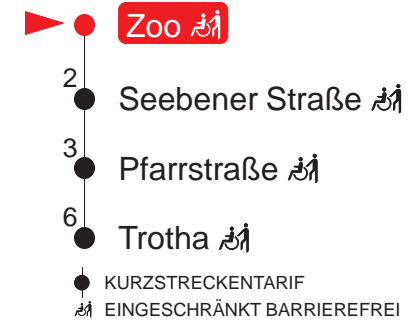 Zoo
2
Seebener Straße
3
Pfarrstraße
6
Trotha
KURZSTRECKENTARIF
EINGESCHRÄNKT BARRIEREFREI